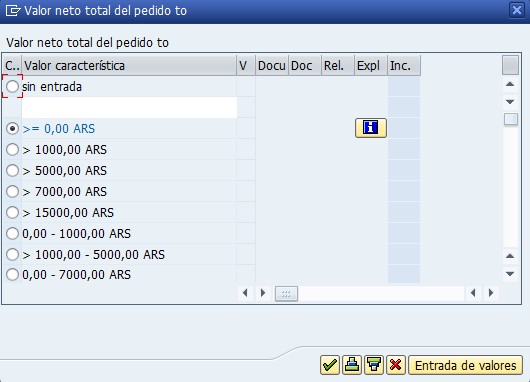 Valor neto total del pedido to
Valor neto total del pedido to
C.. Valor característica V Docu Doc Rel. Expl Inc.
sin entrada
>= 0,00 ARS
> 1000,00 ARS
> 5000,00 ARS
> 7000,00 ARS
> 15000,00 ARS
0,00 - 1000,00 ARS
> 1000,00 - 5000,00 ARS
0,00 - 7000,00 ARS
Entrada de valores